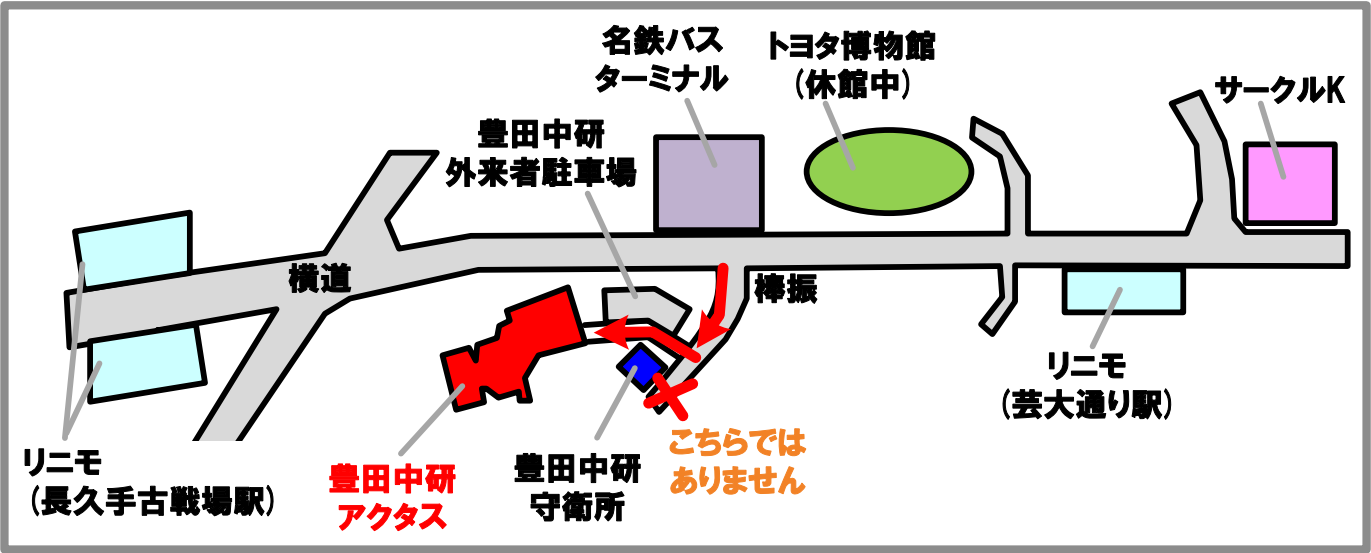 名鉄バス
ターミナル
トヨタ博物館
(休館中)
サークルK
豊田中研
外来者駐車場
横道
棒振
リニモ
(芸大通り駅)
リニモ
(長久手古戦場駅)
豊田中研
アクタス
豊田中研
守衛所
こちらでは
ありません